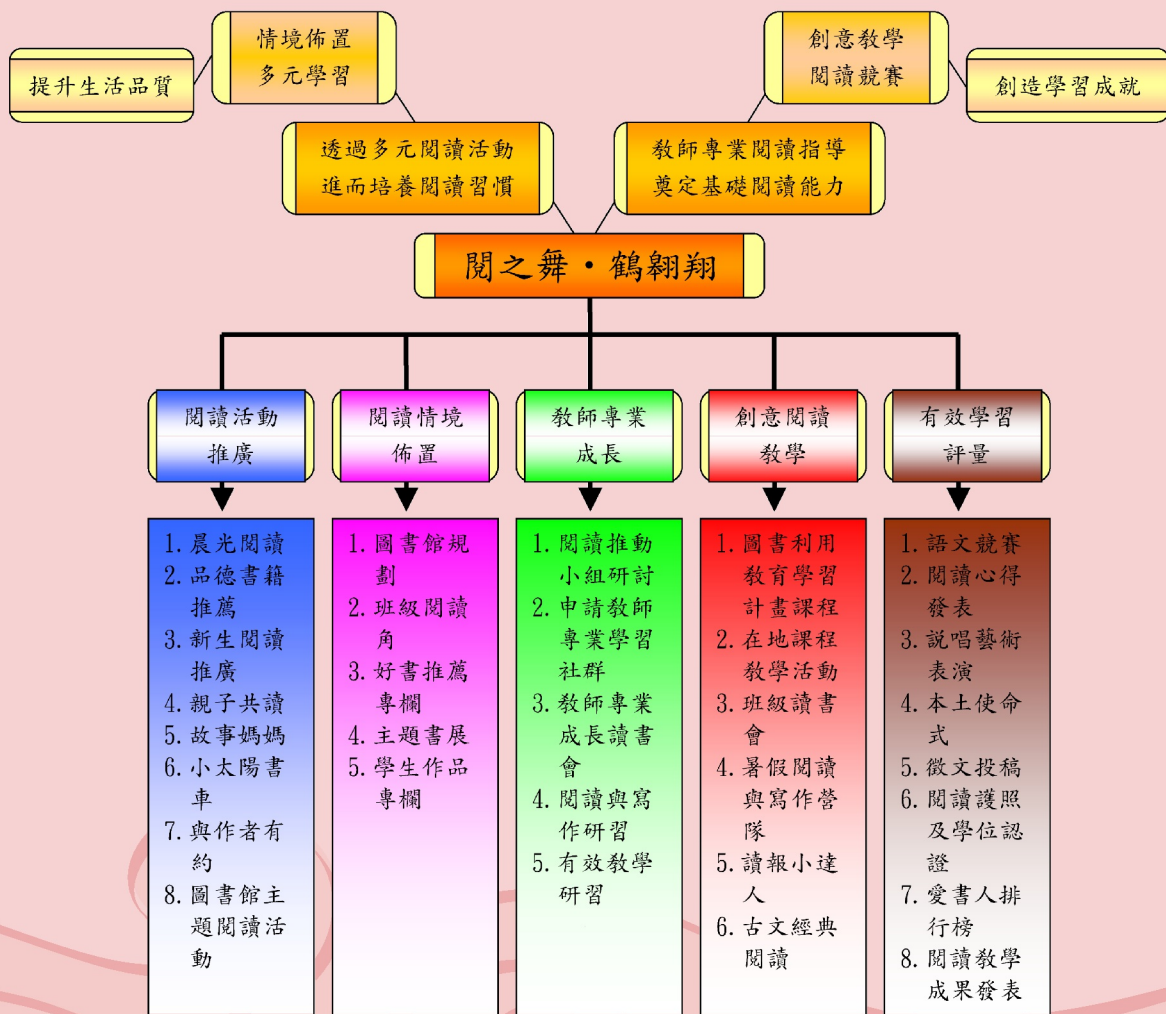 情境佈置
多元學習
提升生活品質
創意教學
閱讀競賽
創造學習成就
透過多元閱讀活動
進而培養閱讀習慣
教師專業閱讀指導
奠定基礎閱讀能力
閱之舞・鶴翱翔
閱讀活動
推廣
閱讀情境
佈置
教師專業
成長
創意閱讀
教學
有效學習
評量
1. 晨光閱讀
2. 品德書籍
推薦
3. 新生閱讀
推廣
4. 親子共讀
5. 故事媽媽
6. 小太陽書
車
7. 與作者有
約
8. 圖書館主
題閱讀活
動
1. 圖書館規
劃
2. 班級閱讀
角
3. 好書推薦
專欄
4. 主題書展
5. 學生作品
專欄
1. 閱讀推動
小組研討
2. 申請教師
專業學習
社群
3. 教師專業
成長讀書
會
4. 閱讀與寫
作研習
5. 有效教學
研習
1. 圖書利用
教育學習
計畫課程
2. 在地課程
教學活動
3. 班級讀書
會
4. 暑假閱讀
與寫作營
隊
5. 讀報小達
人
6. 古文經典
閱讀
1. 語文競賽
2. 閱讀心得
發表
3. 說唱藝術
表演
4. 本土使命
式
5. 徵文投稿
6. 閱讀護照
及學位認
證
7. 愛書人排
行榜
8. 閱讀教學
成果發表